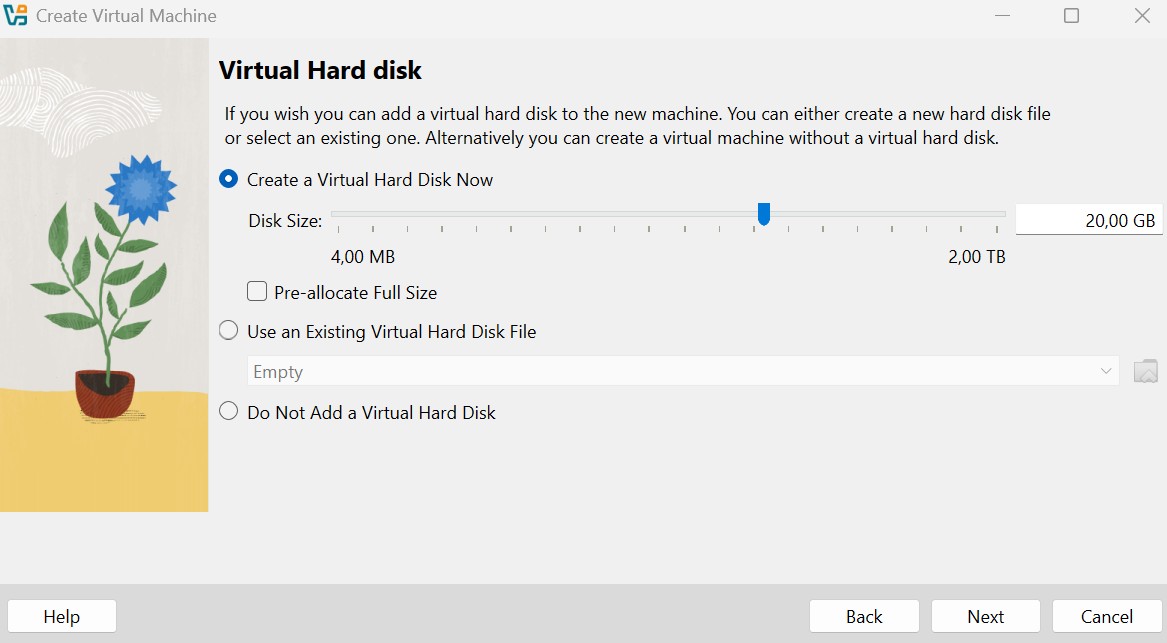 Create Virtual Machine
Virtual Hard disk
If you wish you can add a virtual hard disk to the new machine. You can either create a new hard disk file
or select an existing one. Alternatively you can create a virtual machine without a virtual hard disk.
Create a Virtual Hard Disk Now
Disk Size:
20,00 GB
4,00 MB
2,00 TB
Pre-allocate Full Size
Use an Existing Virtual Hard Disk File
Empty
Do Not Add a Virtual Hard Disk
Help
Back
Next
Cancel